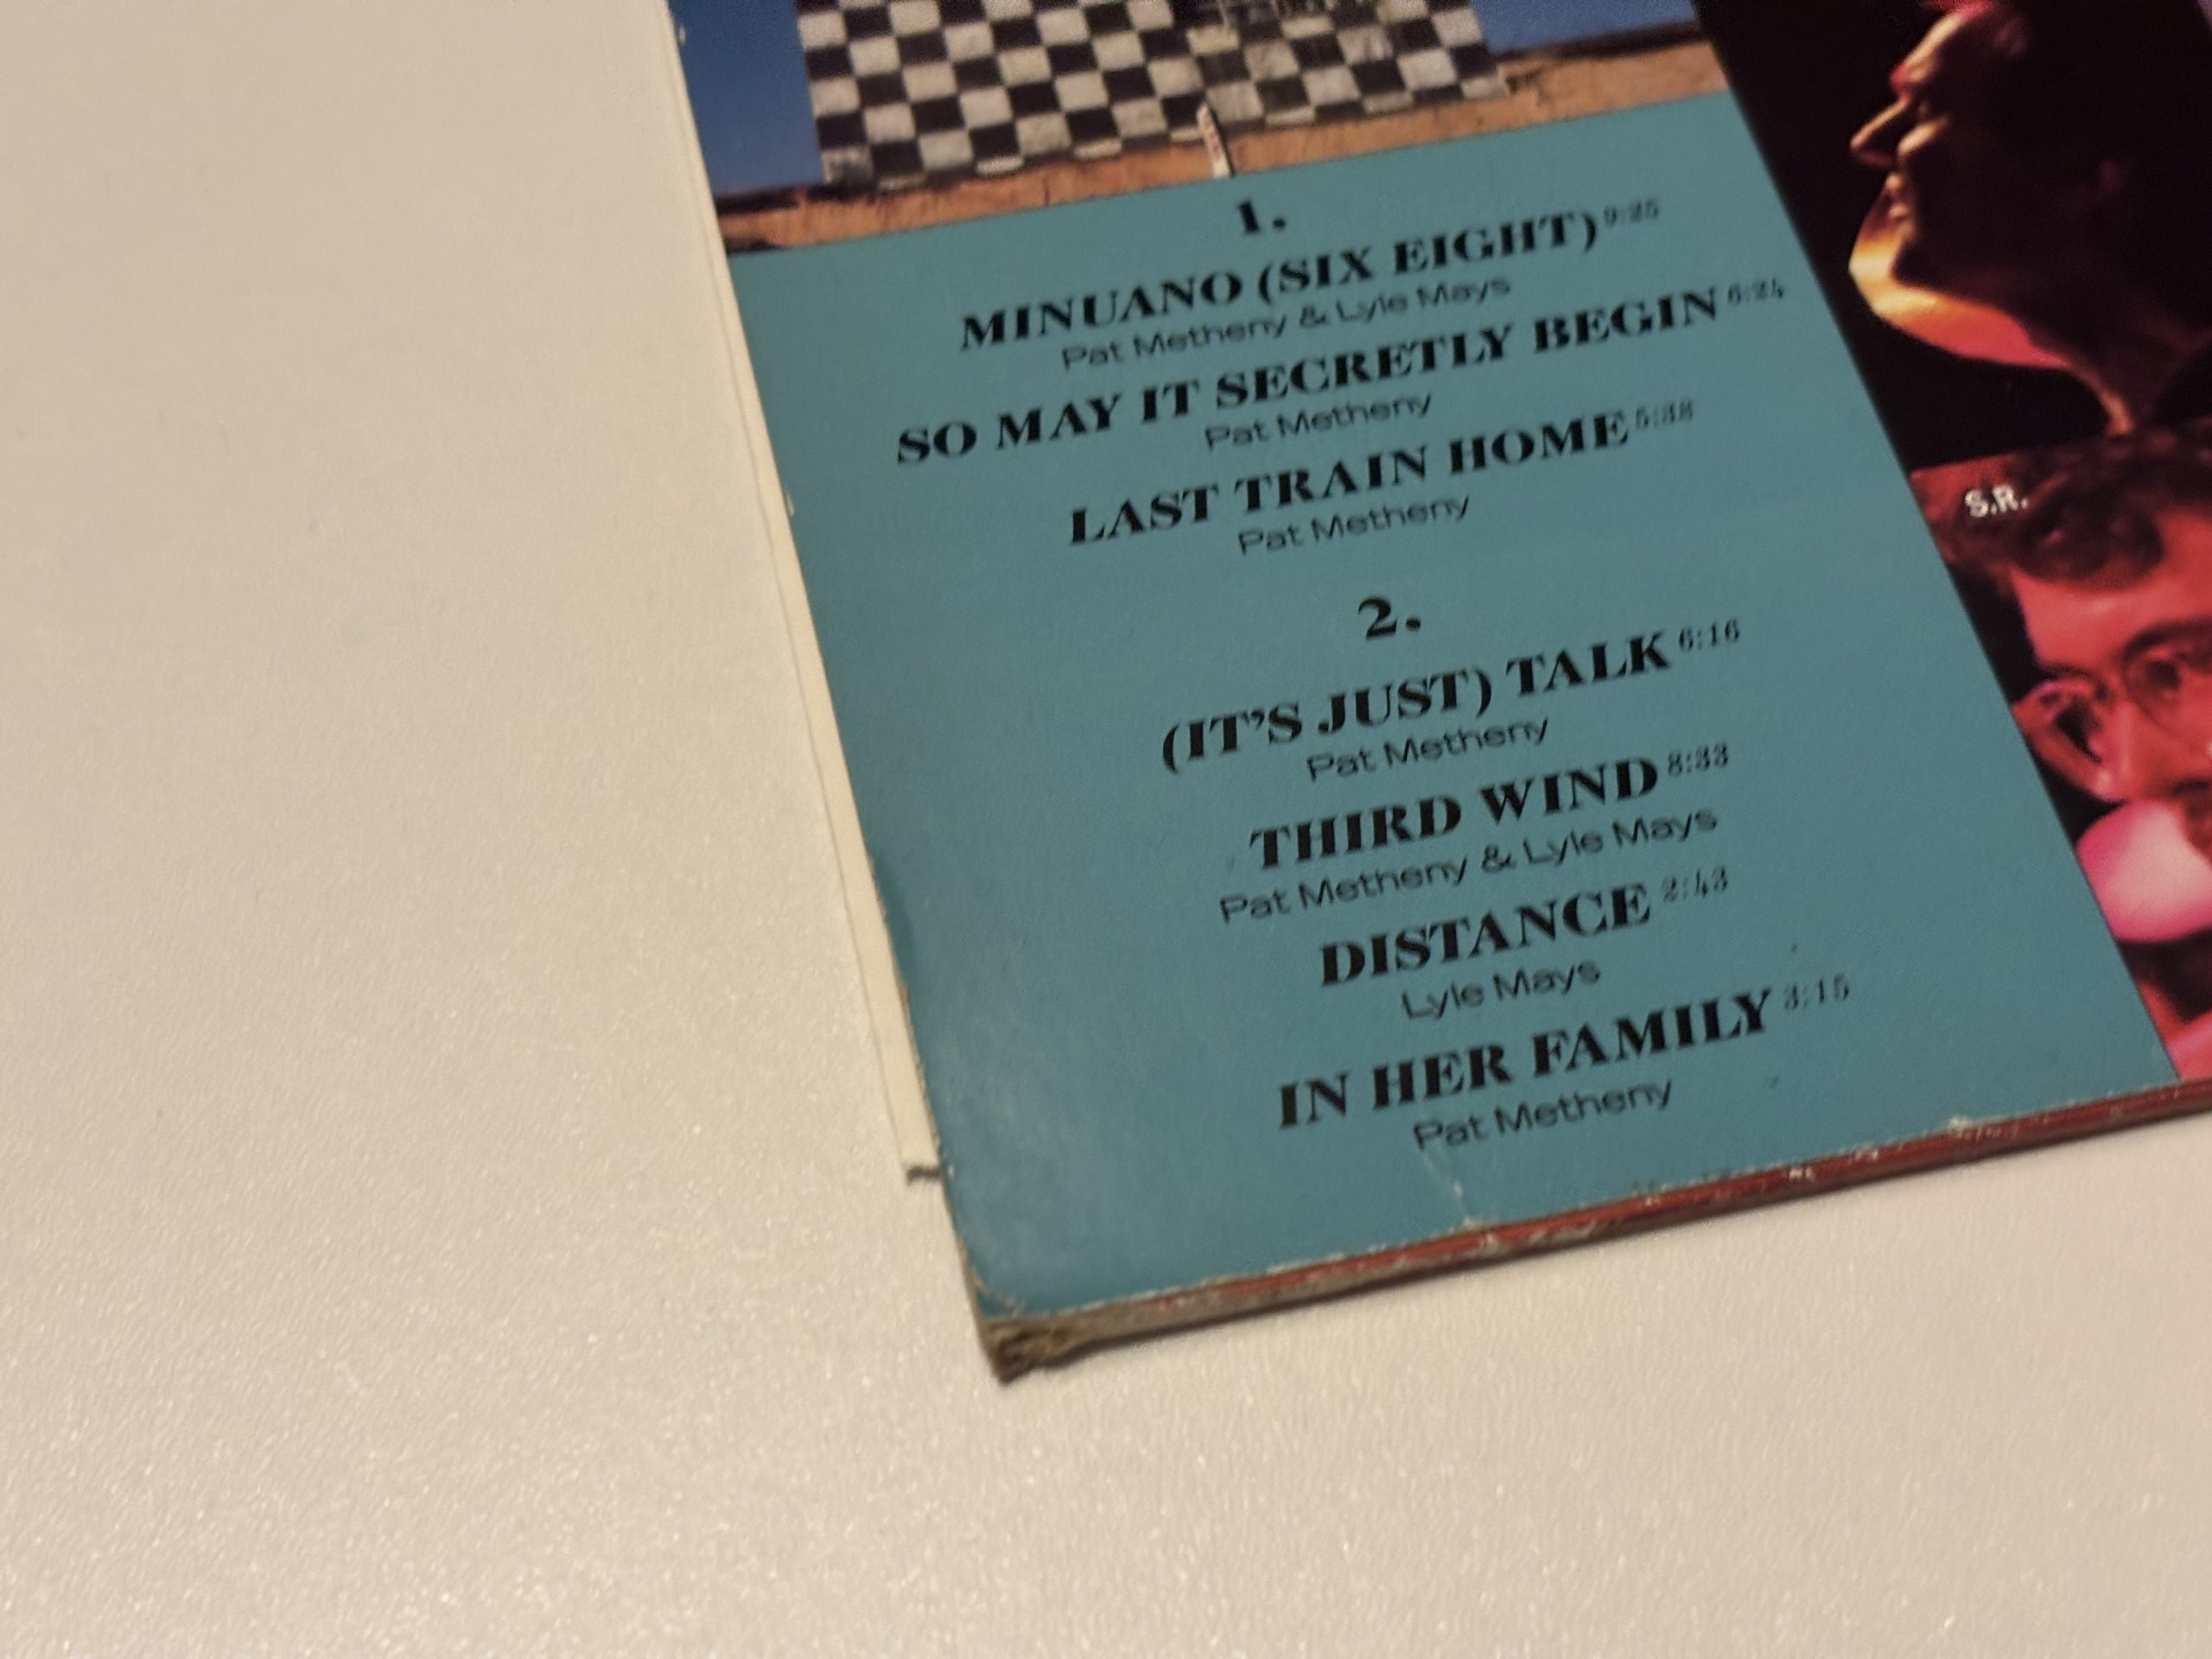 1.
MINUANO (SIX EIGHT) 9:25
Pat Metheny & Lyle Mays
SO MAY IT SECRETLY BEGIN 6:24
Pat Metheny
LAST TRAIN HOME 5:38
Pat Metheny
2.
(IT'S JUST) TALK 6:16
Pat Metheny
THIRD WIND 8:33
Pat Metheny & Lyle Mays
DISTANCE 2:43
Lyle Mays
IN HER FAMILY 3:15
Pat Metheny
S.R.